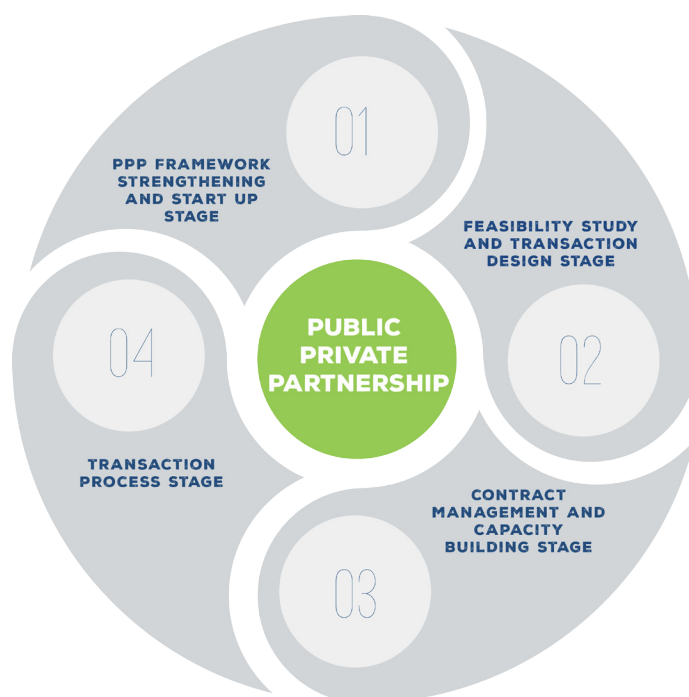 01
PPP FRAMEWORK
STRENGTHENING
AND START UP
STAGE
FEASIBILITY STUDY
AND TRANSACTION
DESIGN STAGE
02
PUBLIC
PRIVATE
PARTNERSHIP
CONTRACT
MANAGEMENT AND
CAPACITY
BUILDING STAGE
03
04
TRANSACTION
PROCESS STAGE